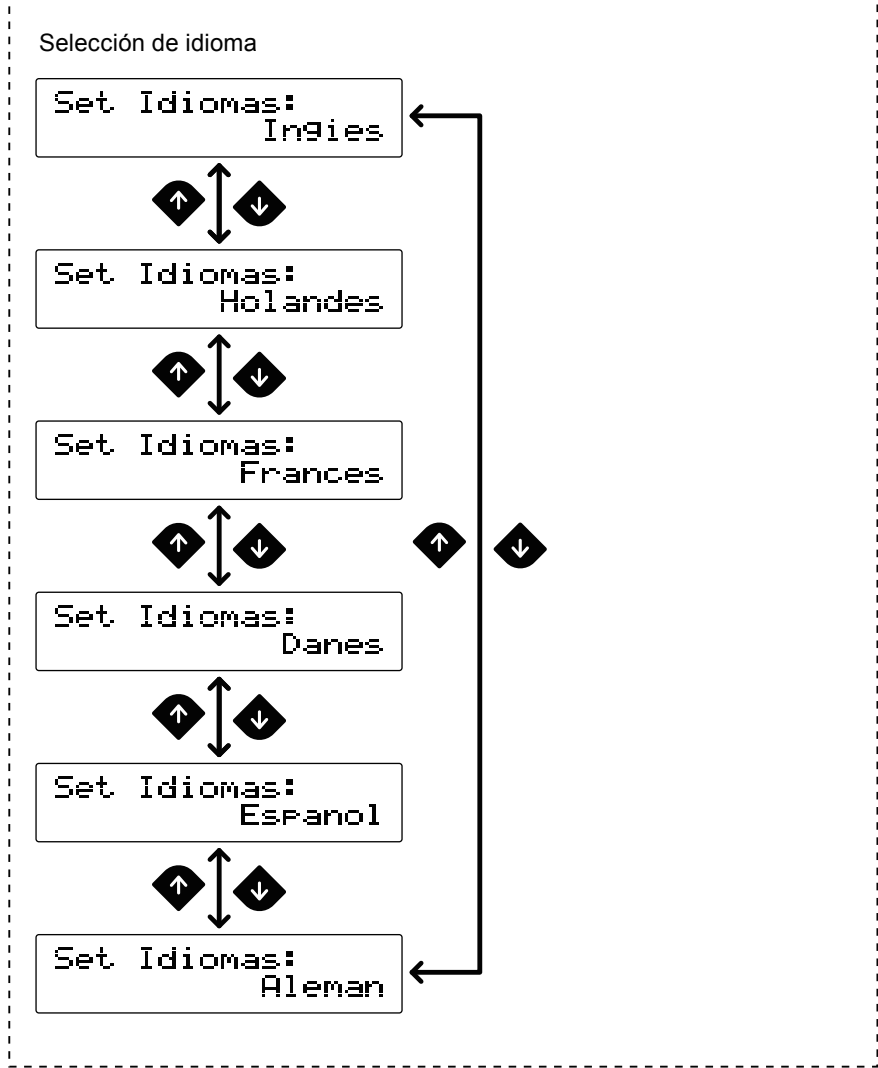 Selección de idioma
Set Idiomas:
Ingies
Set Idiomas:
Holandes
Set Idiomas:
Frances
Set Idiomas:
Danes
Set Idiomas:
Espanol
Set Idiomas:
Aleman